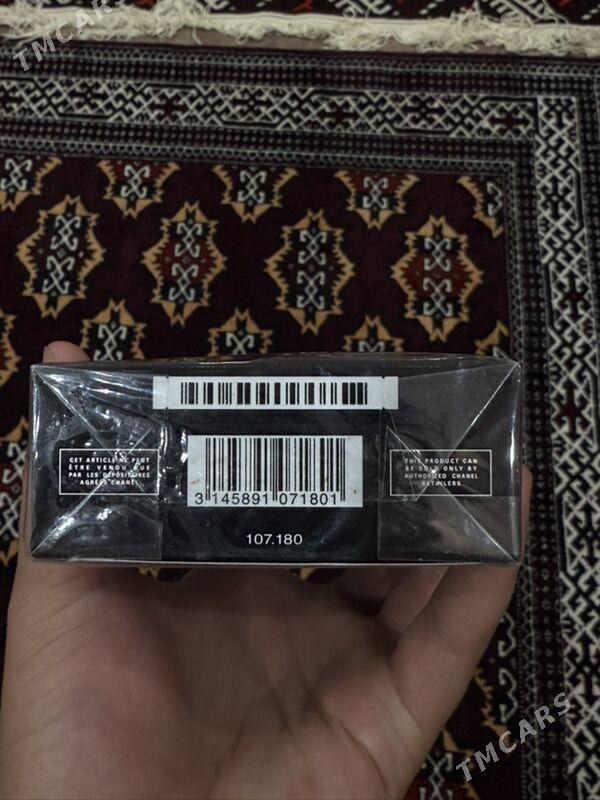 TMCARS
CET ARTICLE NE PEUT
ÊTRE VENDU QUE
PAR LES DÉPOSITAIRES
AGRÉÉS CHANEL
3 145891 071801
107.180
THIS PRODUCT CAN
BE SOLD ONLY BY
AUTHORIZED CHANEL
RETAILERS
TMCARS